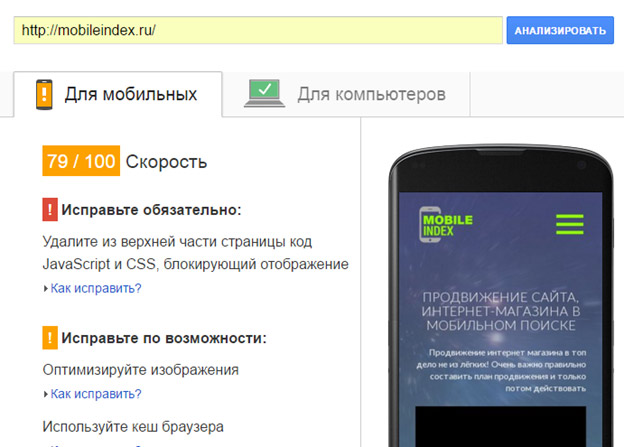 http://mobileindex.ru/
АНАЛИЗИРОВАТЬ
Для мобильных
Для компьютеров
79 / 100 Скорость
! Исправьте обязательно:
Удалите из верхней части страницы код
JavaScript и CSS, блокирующий отображение
Как исправить?
! Исправьте по возможности:
Оптимизируйте изображения
Как исправить?
Используйте кеш браузера
Как исправить?
MOBILE
INDEX
ПРОДВИЖЕНИЕ САЙТА,
ИНТЕРНЕТ-МАГАЗИНА В
МОБИЛЬНОМ ПОИСКЕ
Продвижение интернет магазина в топ
дело не из лёгких! Очень важно правильно
составить план продвижения и только
потом действовать